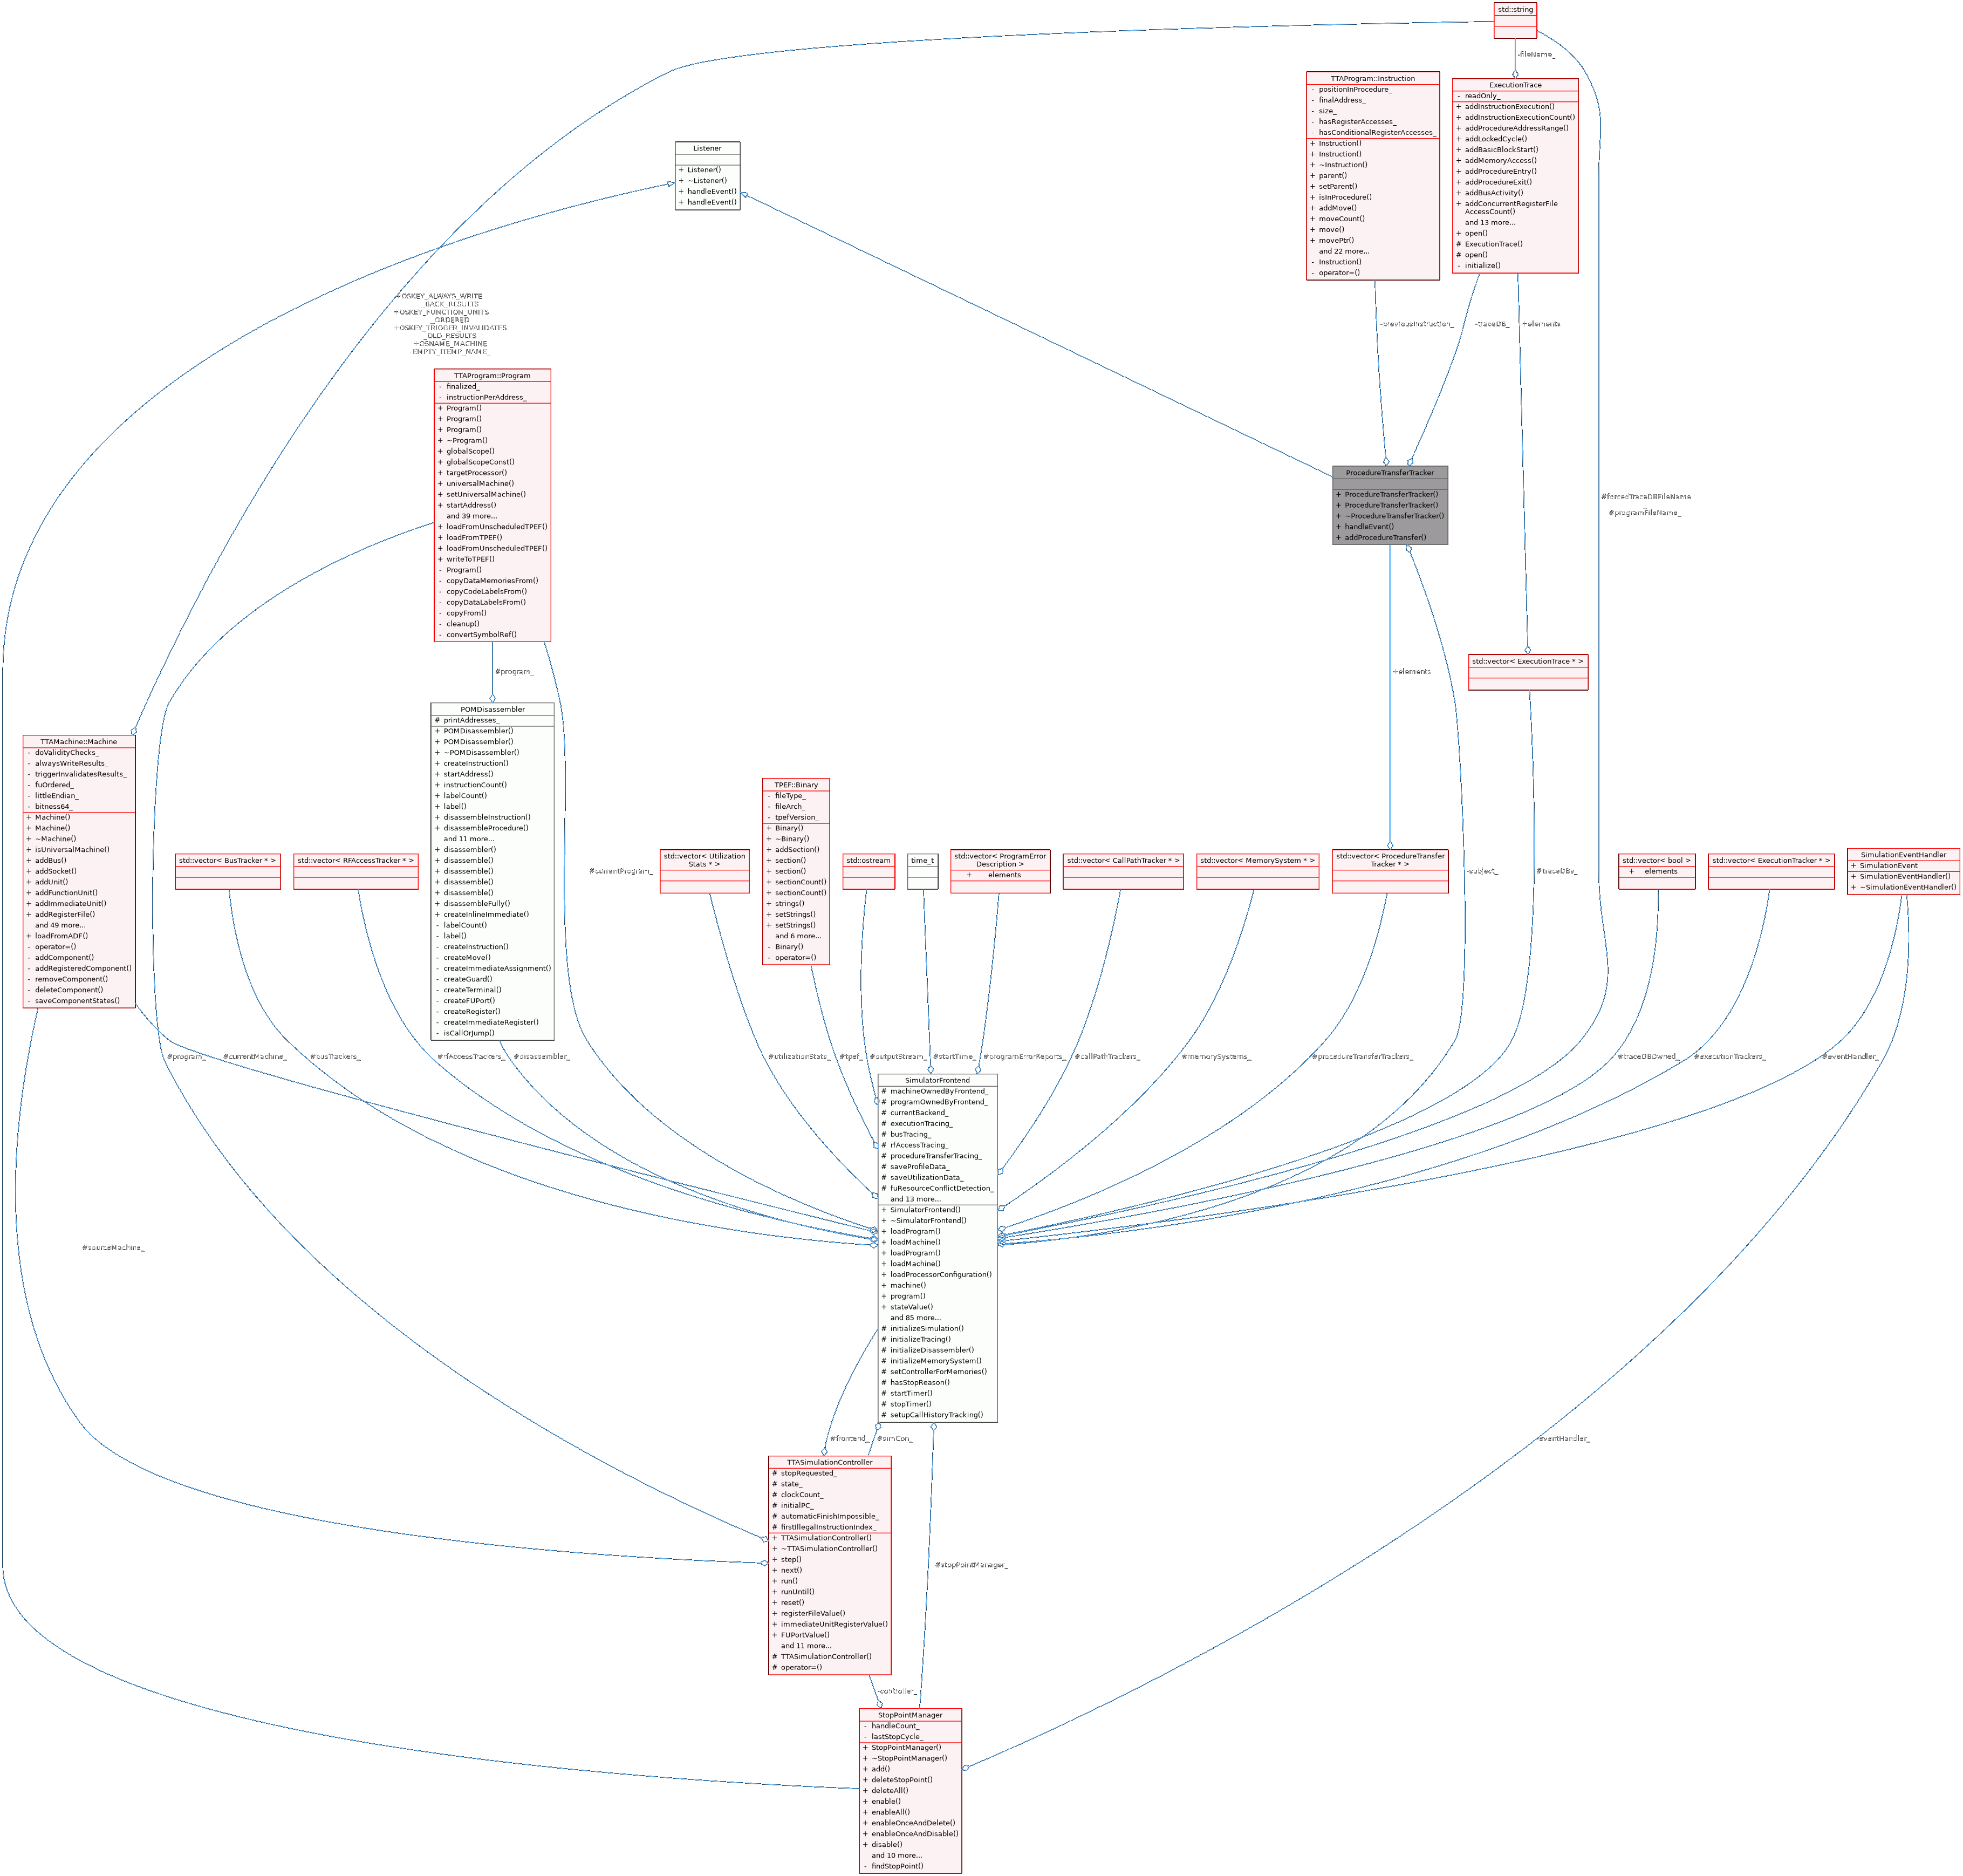 std::string
-fileName_
TTAProgram::Instruction
- positionInProcedure_
- finalAddress_
- size_
- hasRegisterAccesses_
- hasConditionalRegisterAccesses_
+ Instruction()
+ Instruction()
+ ~Instruction()
+ parent()
+ setParent()
+ isInProcedure()
+ addMove()
+ moveCount()
+ move()
+ movePtr()
and 22 more...
- Instruction()
- operator=()
ExecutionTrace
- readOnly_
+ addInstructionExecution()
+ addInstructionExecutionCount()
+ addProcedureAddressRange()
+ addLockedCycle()
+ addBasicBlockStart()
+ addMemoryAccess()
+ addProcedureEntry()
+ addProcedureExit()
+ addBusActivity()
+ addConcurrentRegisterFile
AccessCount()
and 13 more...
+ open()
# ExecutionTrace()
# open()
- initialize()
Listener
+ Listener()
+ ~Listener()
+ handleEvent()
+ handleEvent()
+OSKEY_ALWAYS_WRITE
_BACK_RESULTS
+OSKEY_FUNCTION_UNITS
_ORDERED
+OSKEY_TRIGGER_INVALIDATES
_OLD_RESULTS
+OSNAME_MACHINE
-EMPTY_ITEMP_NAME_
-previousInstruction_
-traceDB_
+elements
TTAProgram::Program
- finalized_
- instructionPerAddress_
+ Program()
+ Program()
+ Program()
+ ~Program()
+ globalScope()
+ globalScopeConst()
+ targetProcessor()
+ universalMachine()
+ setUniversalMachine()
+ startAddress()
and 39 more...
+ loadFromUnscheduledTPEF()
+ loadFromTPEF()
+ loadFromUnscheduledTPEF()
+ writeToTPEF()
- Program()
- copyDataMemoriesFrom()
- copyCodeLabelsFrom()
- copyDataLabelsFrom()
- copyFrom()
- cleanup()
- convertSymbolRef()
ProcedureTransferTracker
+ ProcedureTransferTracker()
+ ProcedureTransferTracker()
+ ~ProcedureTransferTracker()
+ handleEvent()
+ addProcedureTransfer()
#forcedTraceDBFileName
#programFileName_
#program_
+elements
std::vector< ExecutionTrace * >
POMDisassembler
# printAddresses_
+ POMDisassembler()
+ POMDisassembler()
+ ~POMDisassembler()
+ createInstruction()
+ startAddress()
+ instructionCount()
+ labelCount()
+ label()
+ disassembleInstruction()
+ disassembleProcedure()
and 11 more...
+ disassembler()
+ disassemble()
+ disassemble()
+ disassemble()
+ disassemble()
+ disassembleFully()
+ createInlineImmediate()
- labelCount()
- label()
- createInstruction()
- createMove()
- createImmediateAssignment()
- createGuard()
- createTerminal()
- createFUPort()
- createRegister()
- createImmediateRegister()
- isCallOrJump()
TTAMachine::Machine
- doValidityChecks_
- alwaysWriteResults_
- triggerInvalidatesResults_
- fuOrdered_
- littleEndian_
- bitness64_
+ Machine()
+ Machine()
+ ~Machine()
+ isUniversalMachine()
+ addBus()
+ addSocket()
+ addUnit()
+ addFunctionUnit()
+ addImmediateUnit()
+ addRegisterFile()
and 49 more...
+ loadFromADF()
- operator=()
- addComponent()
- addRegisteredComponent()
- removeComponent()
- deleteComponent()
- saveComponentStates()
std::vector< BusTracker * >
std::vector< RFAccessTracker * >
#currentProgram_
std::vector< Utilization
Stats * >
TPEF::Binary
- fileType_
- fileArch_
- tpefVersion_
+ Binary()
+ ~Binary()
+ addSection()
+ section()
+ section()
+ sectionCount()
+ sectionCount()
+ strings()
+ setStrings()
+ setStrings()
and 6 more...
- Binary()
- operator=()
std::ostream
time_t
std::vector< ProgramError
Description >
+ elements
std::vector< CallPathTracker * >
std::vector< MemorySystem * >
std::vector< ProcedureTransfer
Tracker * >
-subject_
#traceDBs_
std::vector< bool >
+ elements
std::vector< ExecutionTracker * >
SimulationEventHandler
+ SimulationEvent
+ SimulationEventHandler()
+ ~SimulationEventHandler()
#program_
#currentMachine_
#busTrackers_
#rfAccessTrackers_
#disassembler_
#utilizationStats_
#tpef_
#outputStream_
#startTime_
#programErrorReports_
#callPathTrackers_
#memorySystems_
#procedureTransferTrackers_
#traceDBOwned_
#executionTrackers_
#eventHandler_
SimulatorFrontend
# machineOwnedByFrontend_
# programOwnedByFrontend_
# currentBackend_
# executionTracing_
# busTracing_
# rfAccessTracing_
# procedureTransferTracing_
# saveProfileData_
# saveUtilizationData_
# fuResourceConflictDetection_
and 13 more...
+ SimulatorFrontend()
+ ~SimulatorFrontend()
+ loadProgram()
+ loadMachine()
+ loadProgram()
+ loadMachine()
+ loadProcessorConfiguration()
+ machine()
+ program()
+ stateValue()
and 85 more...
# initializeSimulation()
# initializeTracing()
# initializeDisassembler()
# initializeMemorySystem()
# setControllerForMemories()
# hasStopReason()
# startTimer()
# stopTimer()
# setupCallHistoryTracking()
#sourceMachine_
#frontend_
#simCon_
-eventHandler_
TTASimulationController
# stopRequested_
# state_
# clockCount_
# initialPC_
# automaticFinishImpossible_
# firstIllegalInstructionIndex_
+ TTASimulationController()
+ ~TTASimulationController()
+ step()
+ next()
+ run()
+ runUntil()
+ reset()
+ registerFileValue()
+ immediateUnitRegisterValue()
+ FUPortValue()
and 11 more...
# TTASimulationController()
# operator=()
#stopPointManager_
-controller_
StopPointManager
- handleCount_
- lastStopCycle_
+ StopPointManager()
+ ~StopPointManager()
+ add()
+ deleteStopPoint()
+ deleteAll()
+ enable()
+ enableAll()
+ enableOnceAndDelete()
+ enableOnceAndDisable()
+ disable()
and 10 more...
- findStopPoint()